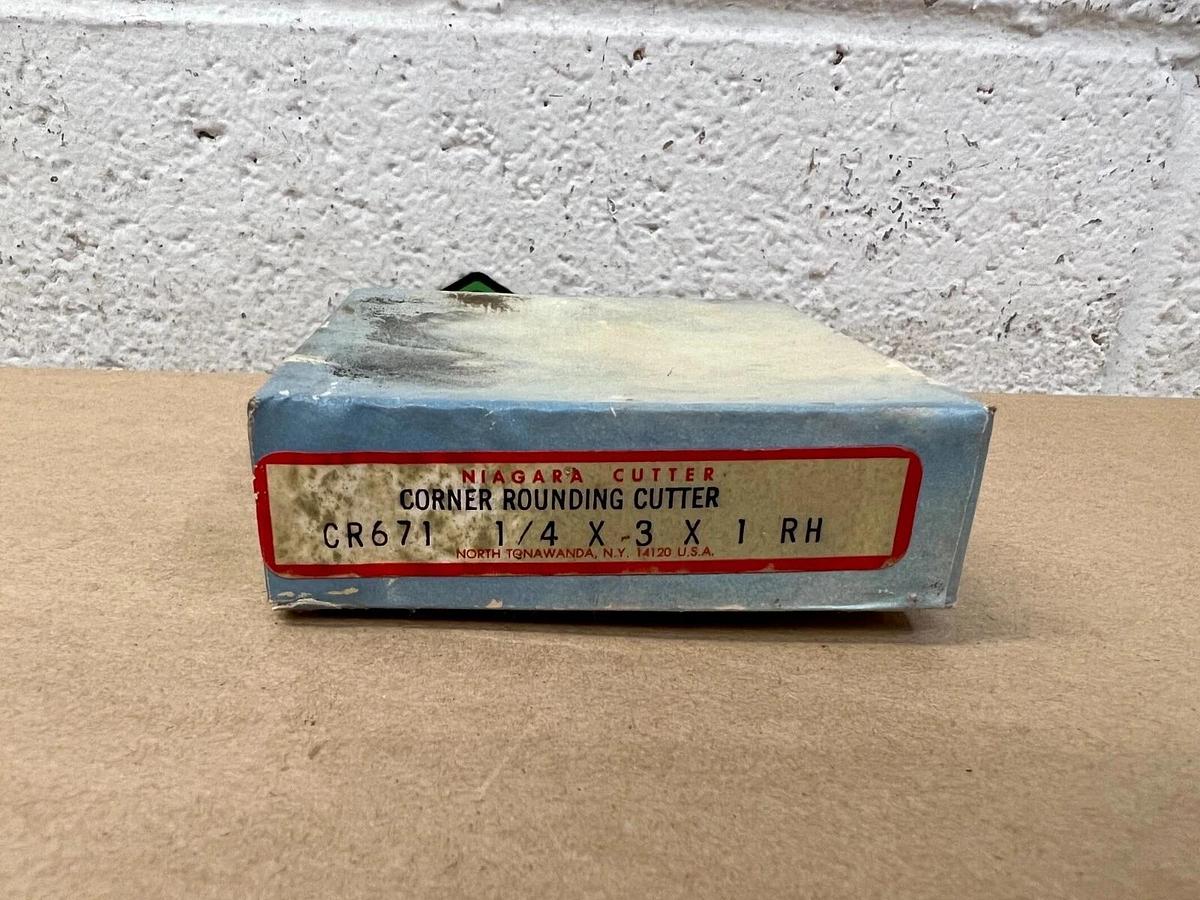 NIAGARA CUTTER
CORNER ROUNDING CUTTER
CR671 1/4 X 3 X 1 RH
NORTH TONAWANDA, N.Y. 14120 U.S.A.